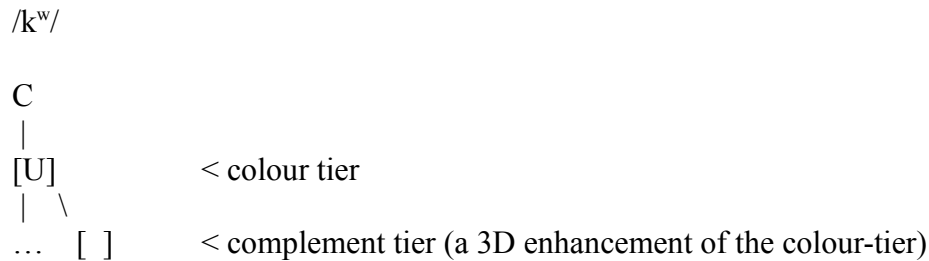 /kʷ/
C
|
[U] < colour tier
| \
… [ ] < complement tier (a 3D enhancement of the colour-tier)